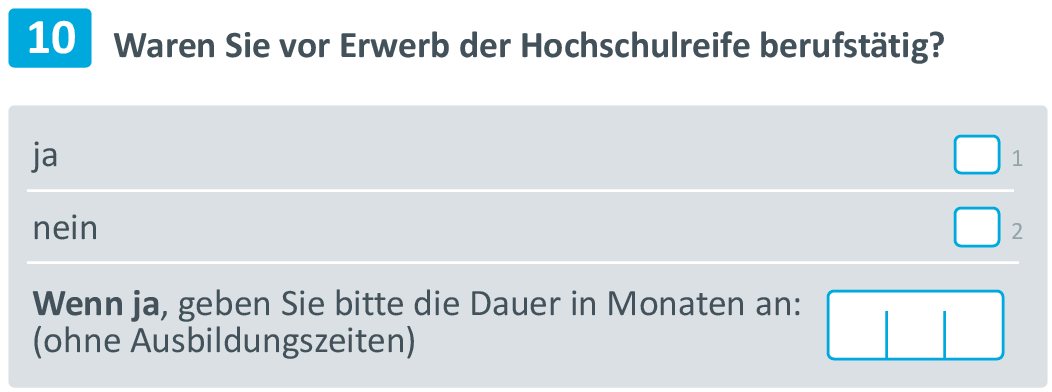 10 Waren Sie vor Erwerb der Hochschulreife berufstätig?
ja 1
nein 2
Wenn ja, geben Sie bitte die Dauer in Monaten an:
(ohne Ausbildungszeiten)